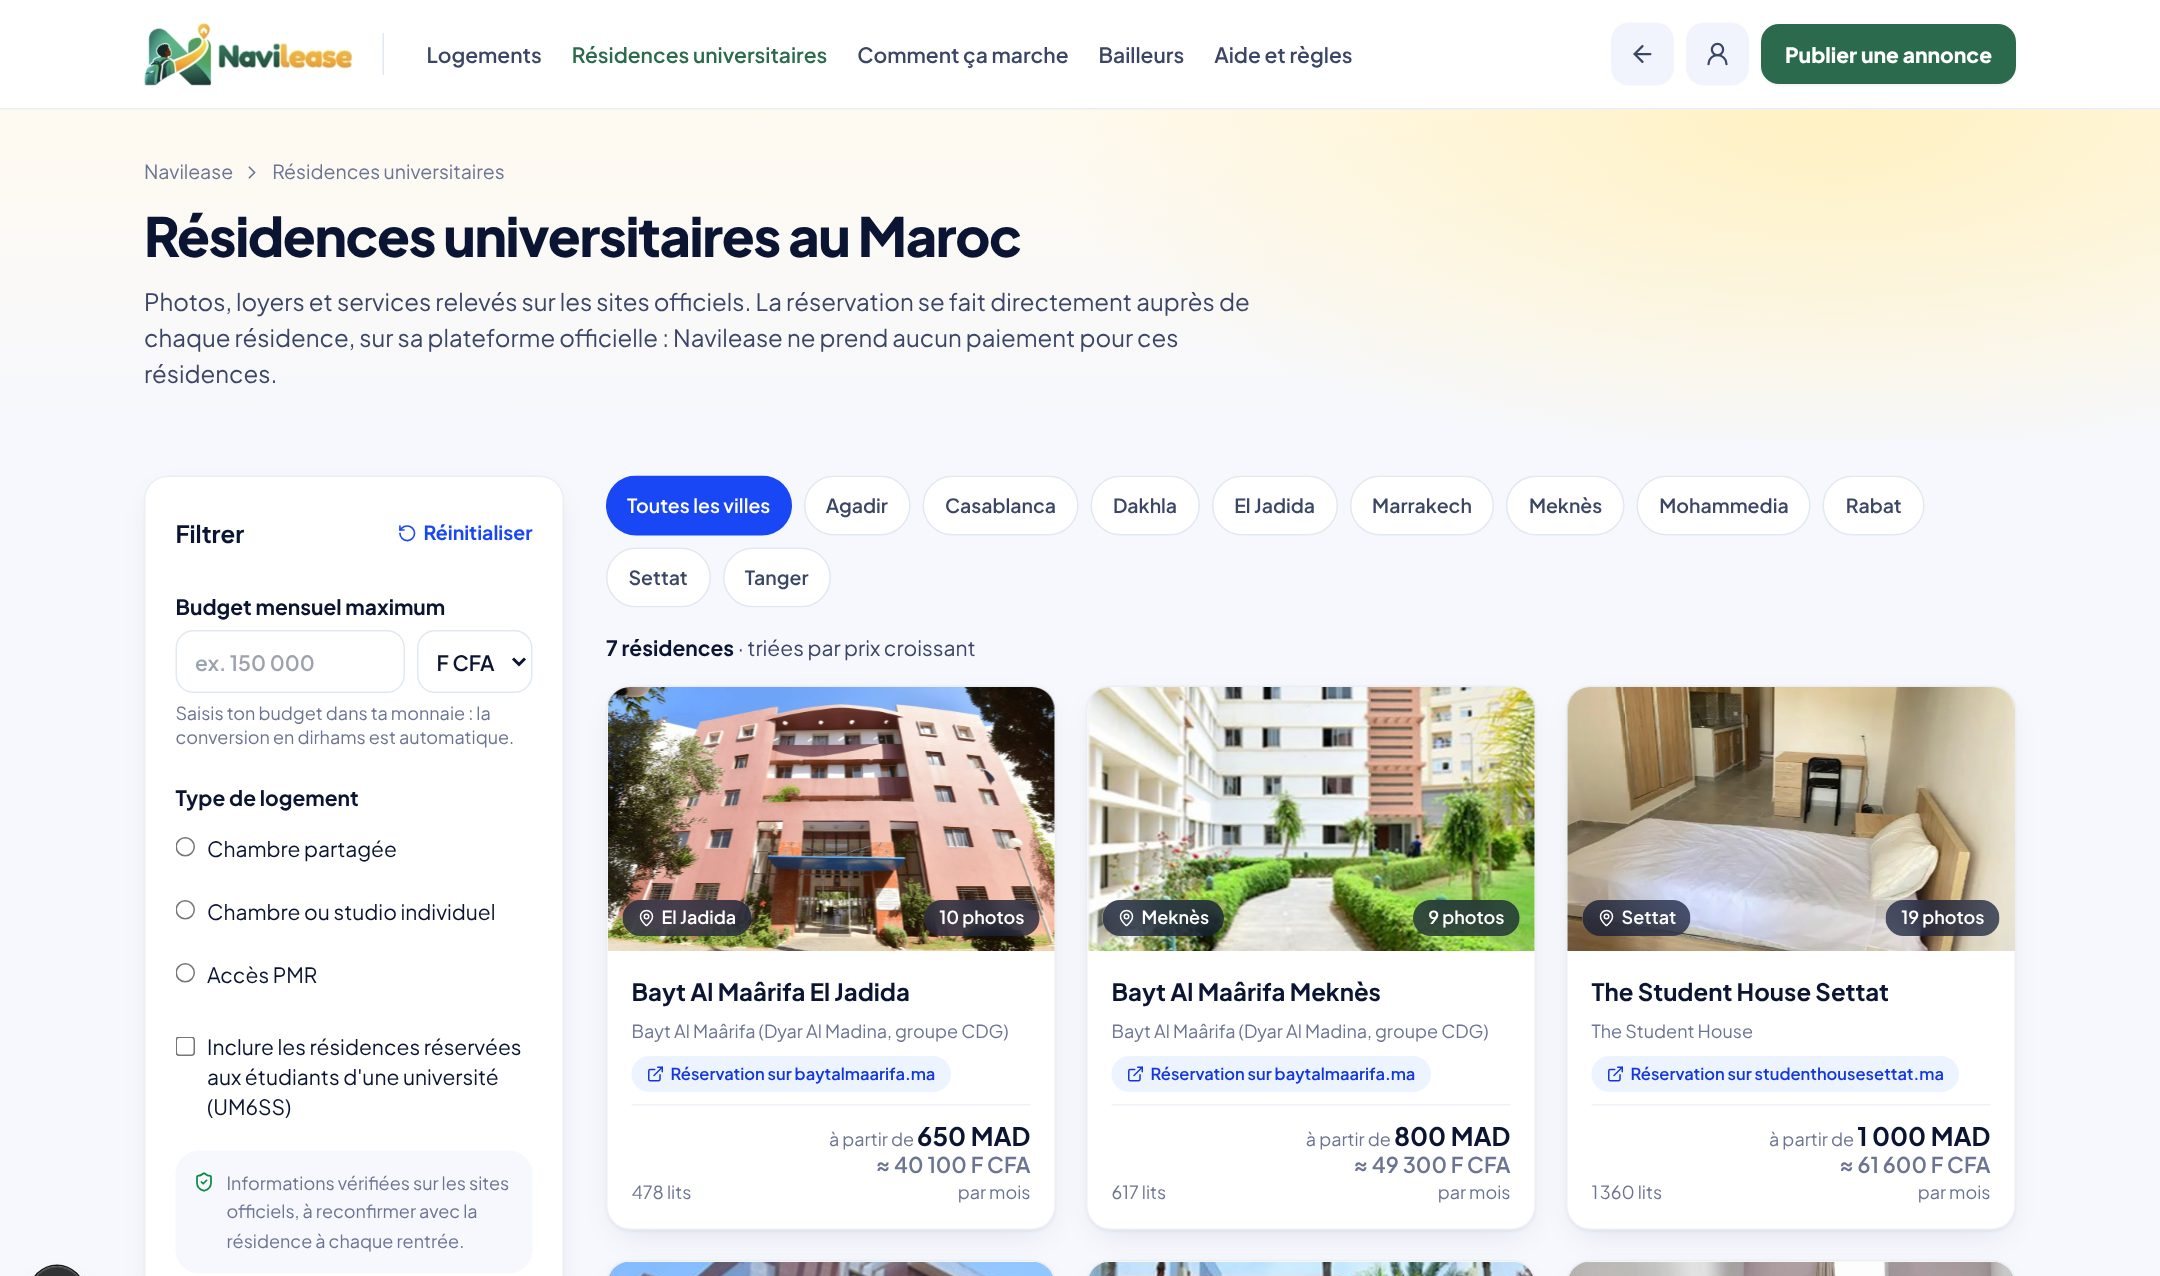 Navilease
Logements
Résidences universitaires
Comment ça marche
Bailleurs
Aide et règles
Publier une annonce
Navilease > Résidences universitaires
Résidences universitaires au Maroc
Photos, loyers et services relevés sur les sites officiels. La réservation se fait directement auprès de
chaque résidence, sur sa plateforme officielle : Navilease ne prend aucun paiement pour ces
résidences.
Filtrer
Réinitialiser
Budget mensuel maximum
ex. 150 000
F CFA
Saisis ton budget dans ta monnaie : la
conversion en dirhams est automatique.
Type de logement
Chambre partagée
Chambre ou studio individuel
Accès PMR
Inclure les résidences réservées
aux étudiants d'une université
(UM6SS)
Informations vérifiées sur les sites
officiels, à reconfirmer avec la
résidence à chaque rentrée.
Toutes les villes
Agadir
Casablanca
Dakhla
El Jadida
Marrakech
Meknès
Mohammedia
Rabat
Settat
Tanger
7 résidences · triées par prix croissant
El Jadida
10 photos
Bayt Al Maârifa El Jadida
Bayt Al Maârifa (Dyar Al Madina, groupe CDG)
Réservation sur baytalmaarifa.ma
à partir de 650 MAD
≈ 40 100 F CFA
478 lits
par mois
Meknès
9 photos
Bayt Al Maârifa Meknès
Bayt Al Maârifa (Dyar Al Madina, groupe CDG)
Réservation sur baytalmaarifa.ma
à partir de 800 MAD
≈ 49 300 F CFA
617 lits
par mois
Settat
19 photos
The Student House Settat
The Student House
Réservation sur studenthousesettat.ma
à partir de 1 000 MAD
≈ 61 600 F CFA
1 360 lits
par mois